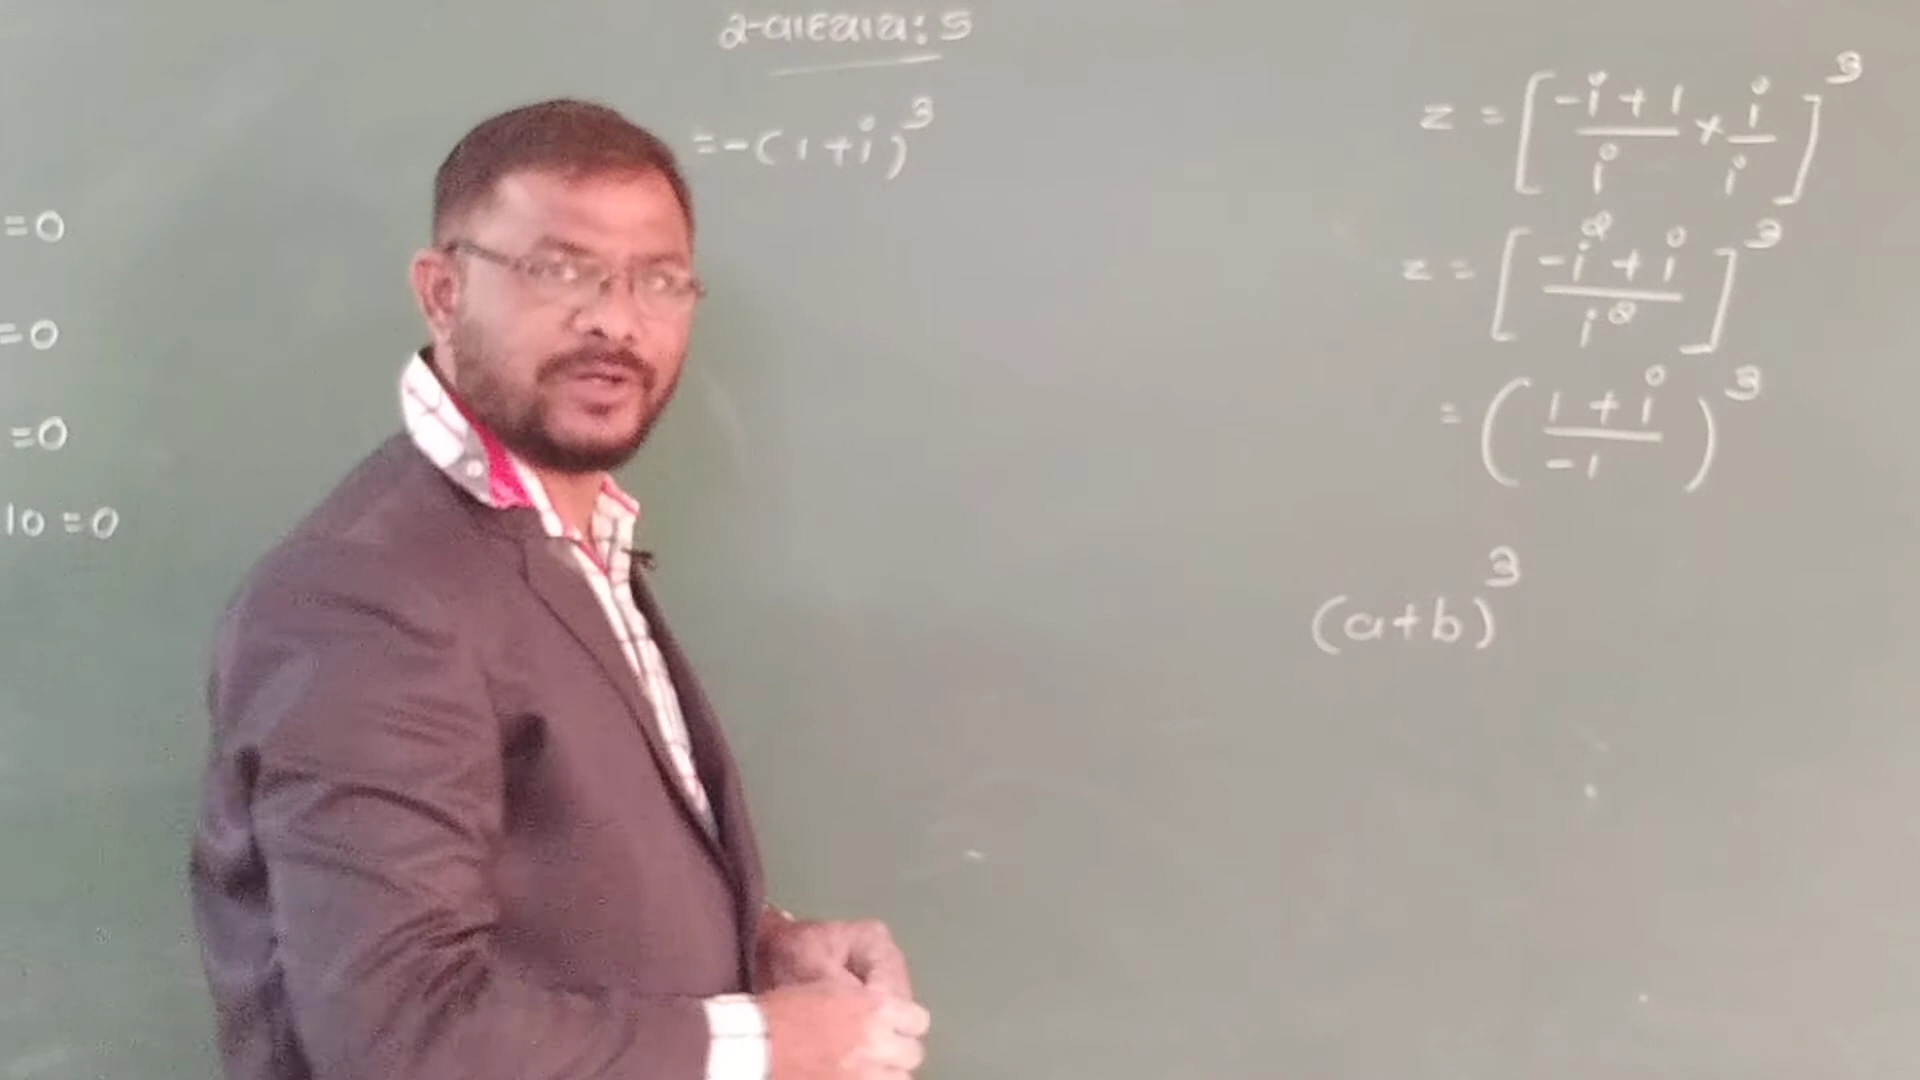 સ્વાધ્યાય: 5
= -(1+i)³
=0
=0
=0
10 = 0
z = [(-i+1)/i × i/i]³
z = [(-i²+i)/i²]³
= ((1+i)/-1)³
(a+b)³